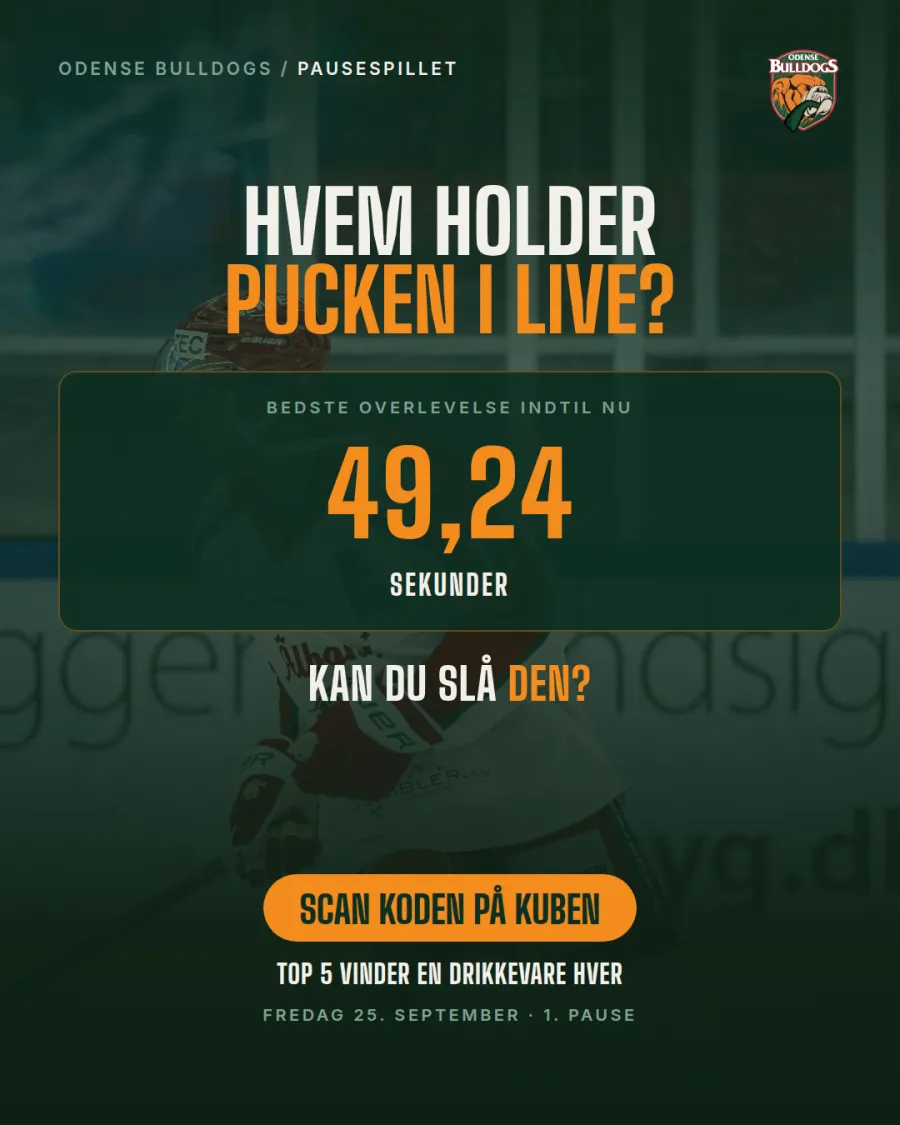 ODENSE BULLDOGS / PAUSESPILLET
ODENSE
BULLDOGS
HVEM HOLDER
PUCKEN I LIVE?
BEDSTE OVERLEVELSE INDTIL NU
49,24
SEKUNDER
KAN DU SLÅ DEN?
yg.d
SCAN KODEN PÅ KUBEN
TOP 5 VINDER EN DRIKKEVARE HVER
FREDAG 25. SEPTEMBER · 1. PAUSE